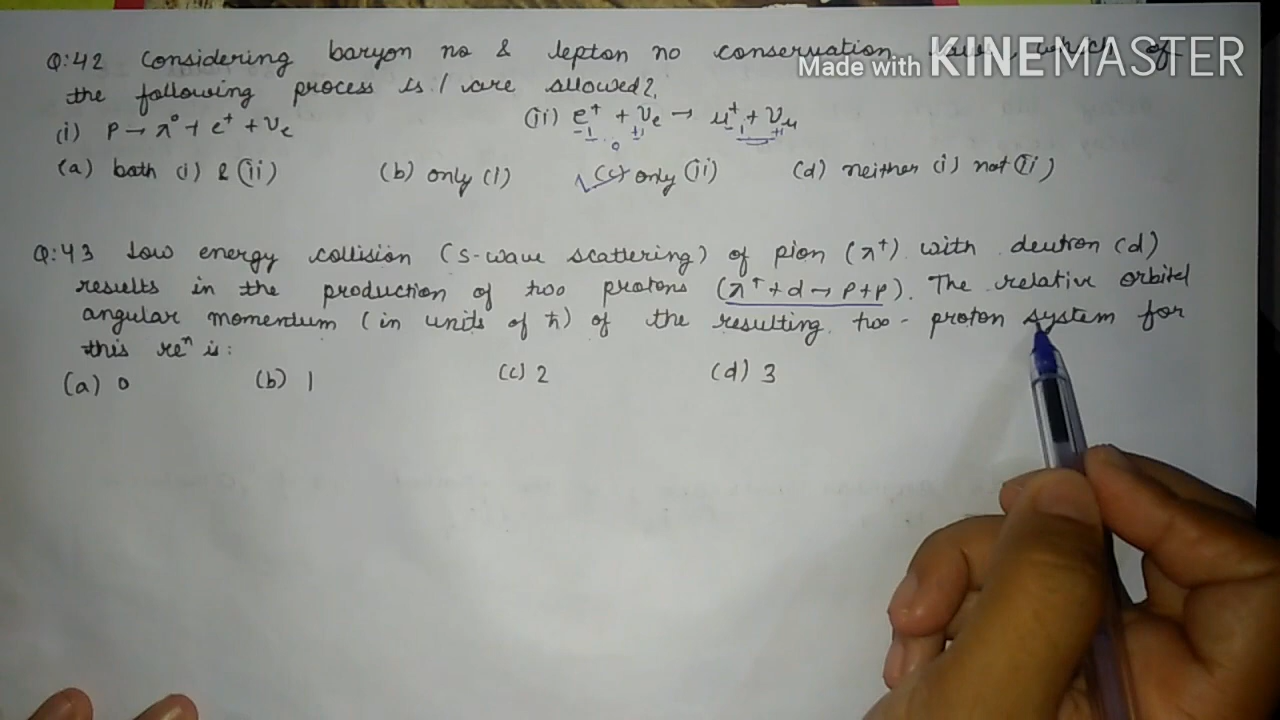 Made with KINEMASTER
Q:42 Considering baryon no & lepton no conservation which of
the following process is / are allowed?
(i) p → π° + e⁺ + νe (ii) e⁺ + νe → μ⁺ + νμ
-1 +1 -1 +1
0
(a) both (i) & (ii) (b) only (i) (c) only (ii) (d) neither (i) not (ii)
Q:43 Low energy collision (s-wave scattering) of pion (π⁺) with deutron (d)
results in the production of two protons (π⁺ + d → p + p). The relative orbital
angular momentum (in units of ħ) of the resulting two-proton system for
this reⁿ is:
(a) 0 (b) 1 (c) 2 (d) 3